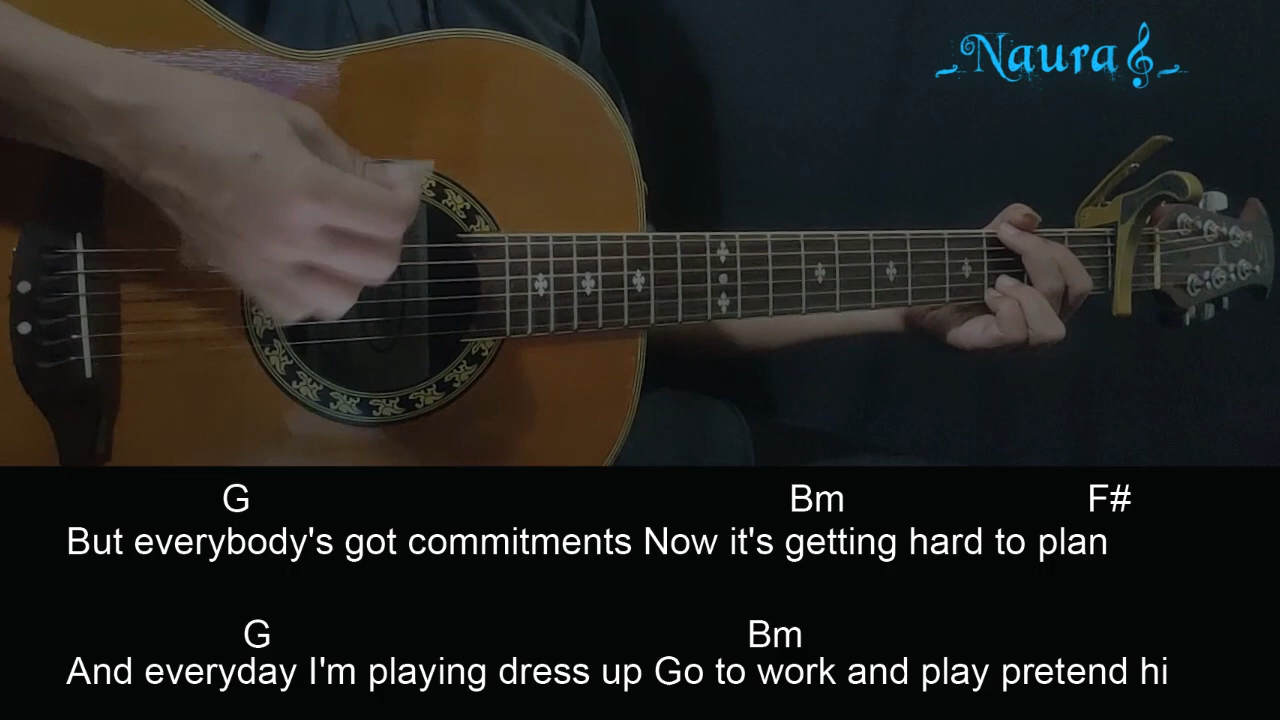 Naura
G Bm F#
But everybody's got commitments Now it's getting hard to plan
G Bm
And everyday I'm playing dress up Go to work and play pretend hi